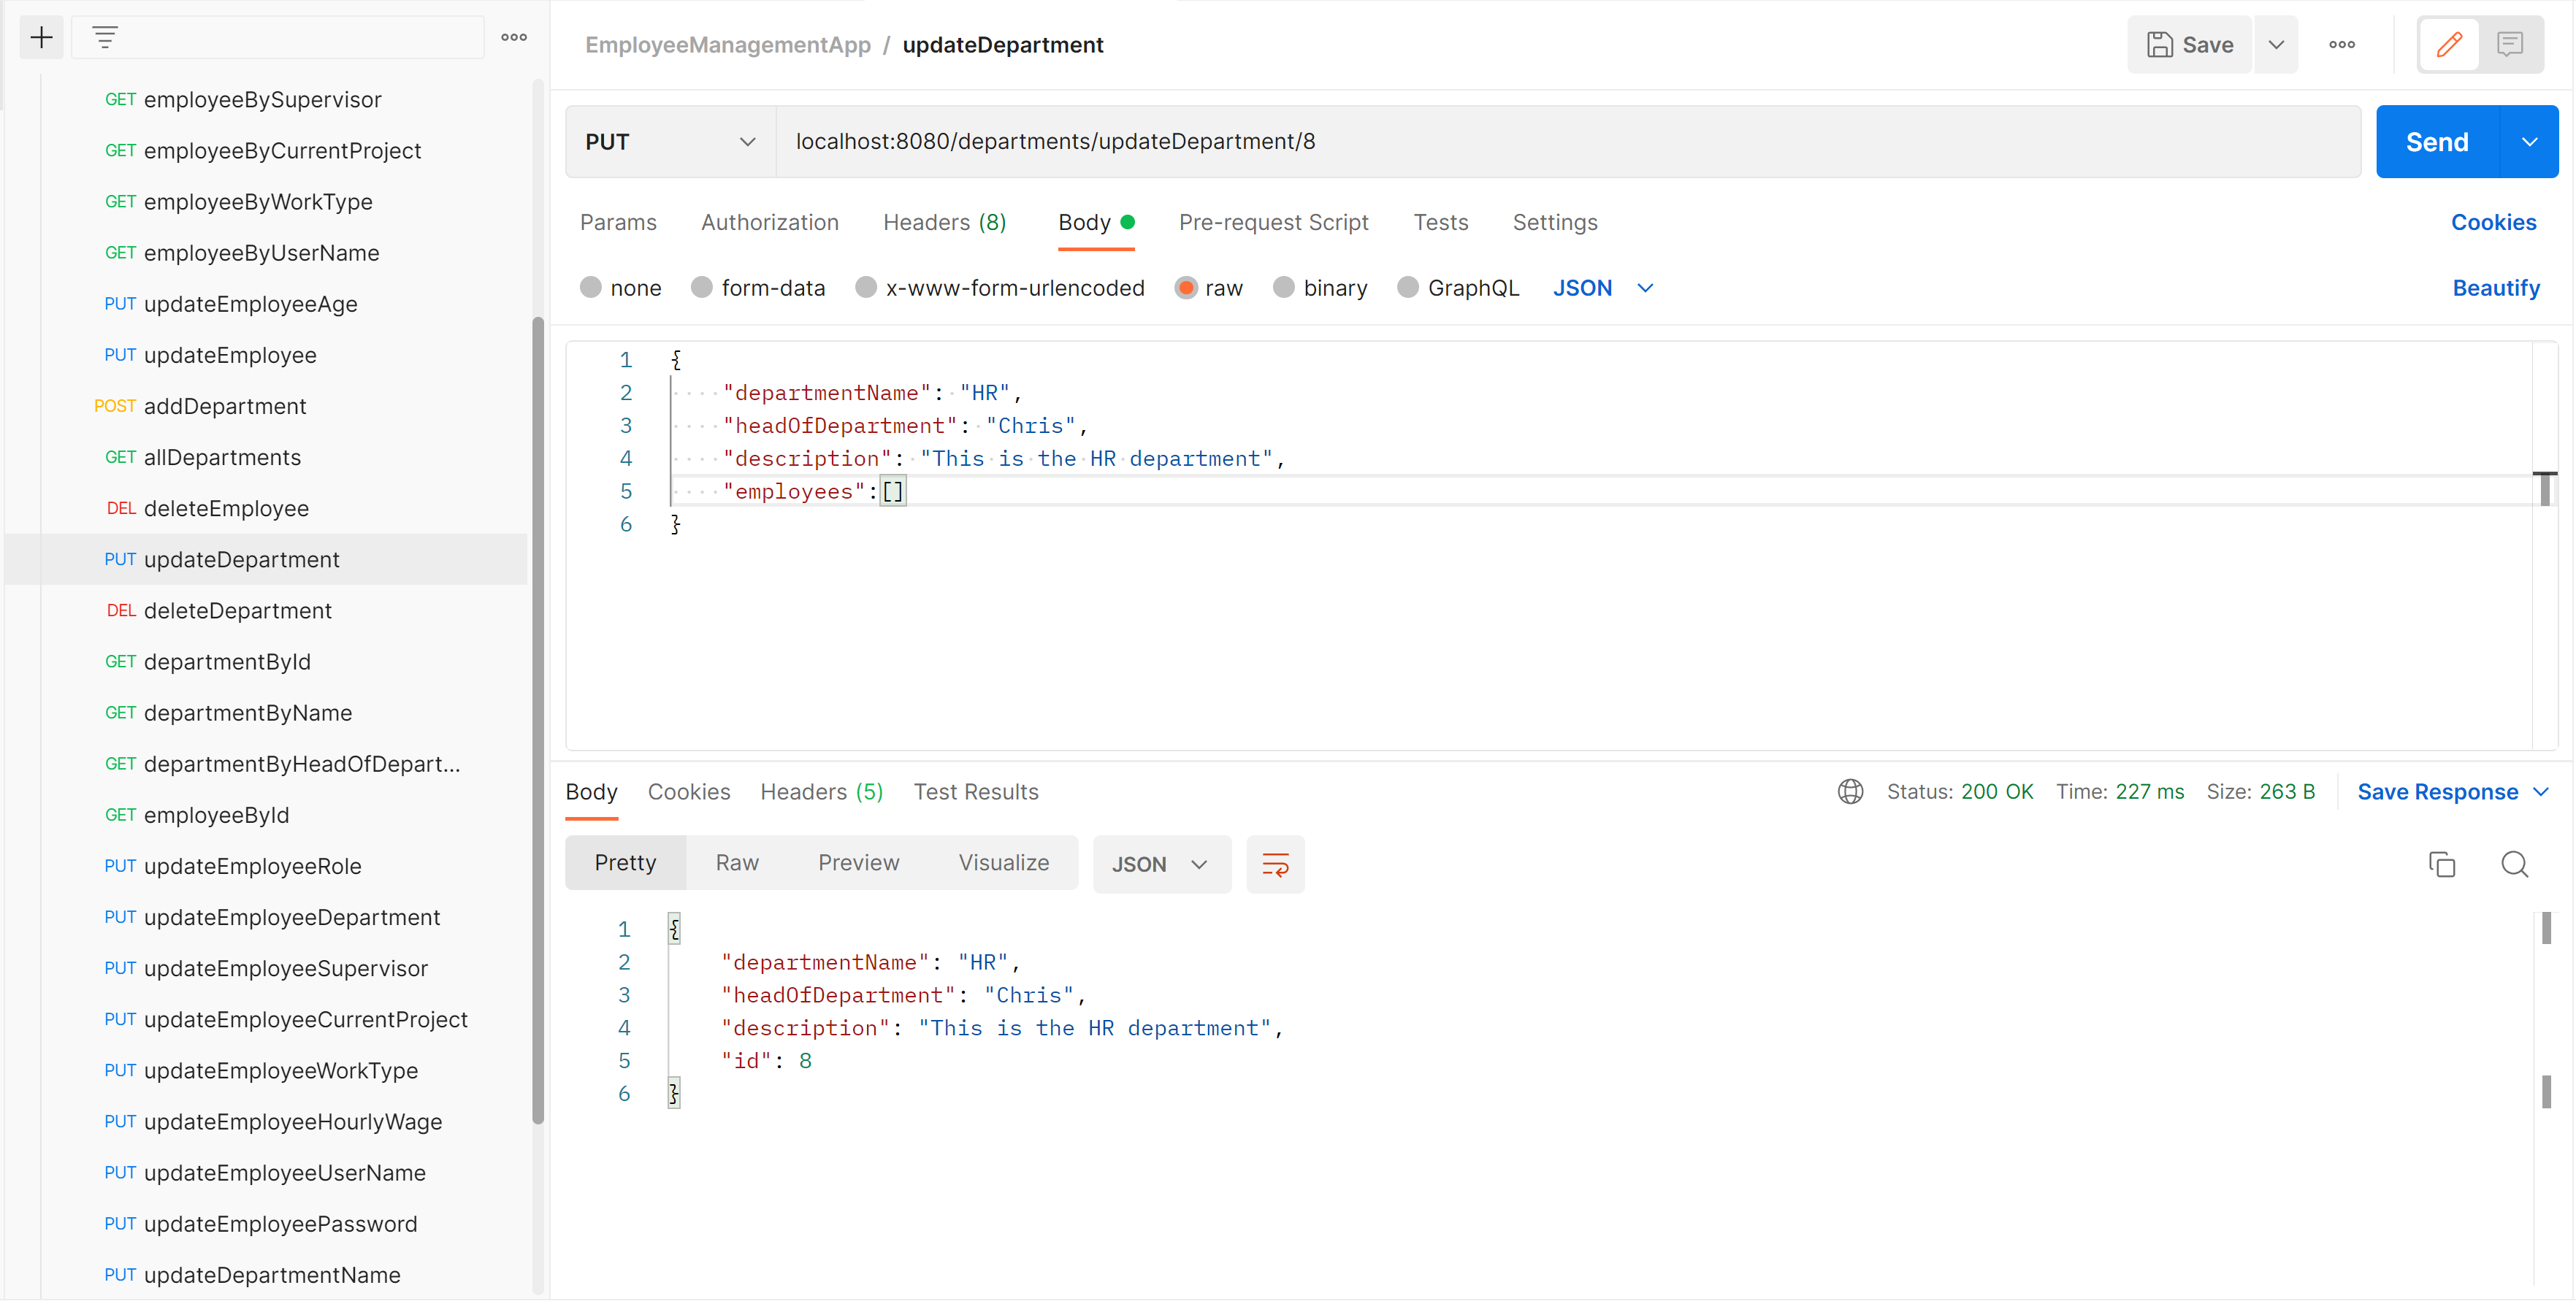 GET employeeBySupervisor
GET employeeByCurrentProject
GET employeeByWorkType
GET employeeByUserName
PUT updateEmployeeAge
PUT updateEmployee
POST addDepartment
GET allDepartments
DEL deleteEmployee
PUT updateDepartment
DEL deleteDepartment
GET departmentById
GET departmentByName
GET departmentByHeadOfDepart...
GET employeeById
PUT updateEmployeeRole
PUT updateEmployeeDepartment
PUT updateEmployeeSupervisor
PUT updateEmployeeCurrentProject
PUT updateEmployeeWorkType
PUT updateEmployeeHourlyWage
PUT updateEmployeeUserName
PUT updateEmployeePassword
PUT updateDepartmentName
EmployeeManagementApp / updateDepartment
Save
PUT localhost:8080/departments/updateDepartment/8
Send
Params Authorization Headers (8) Body Pre-request Script Tests Settings Cookies
none form-data x-www-form-urlencoded raw binary GraphQL JSON Beautify
1 {
2 "departmentName": "HR",
3 "headOfDepartment": "Chris",
4 "description": "This is the HR department",
5 "employees":[]
6 }
Body Cookies Headers (5) Test Results Status: 200 OK Time: 227 ms Size: 263 B Save Response
Pretty Raw Preview Visualize JSON
1 {
2 "departmentName": "HR",
3 "headOfDepartment": "Chris",
4 "description": "This is the HR department",
5 "id": 8
6 }